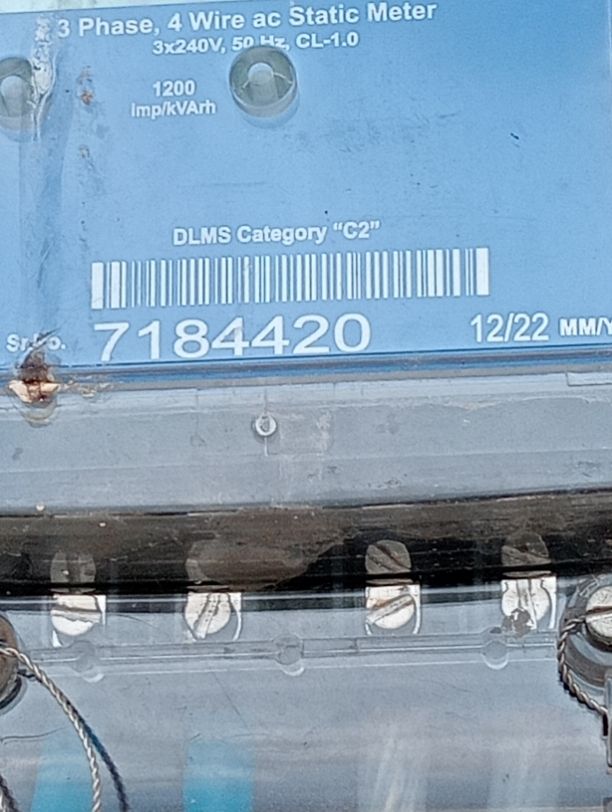 3 Phase, 4 Wire ac Static Meter
3x240V, 50 Hz, CL-1.0
1200
imp/kVArh
DLMS Category “C2”
7184420 12/22